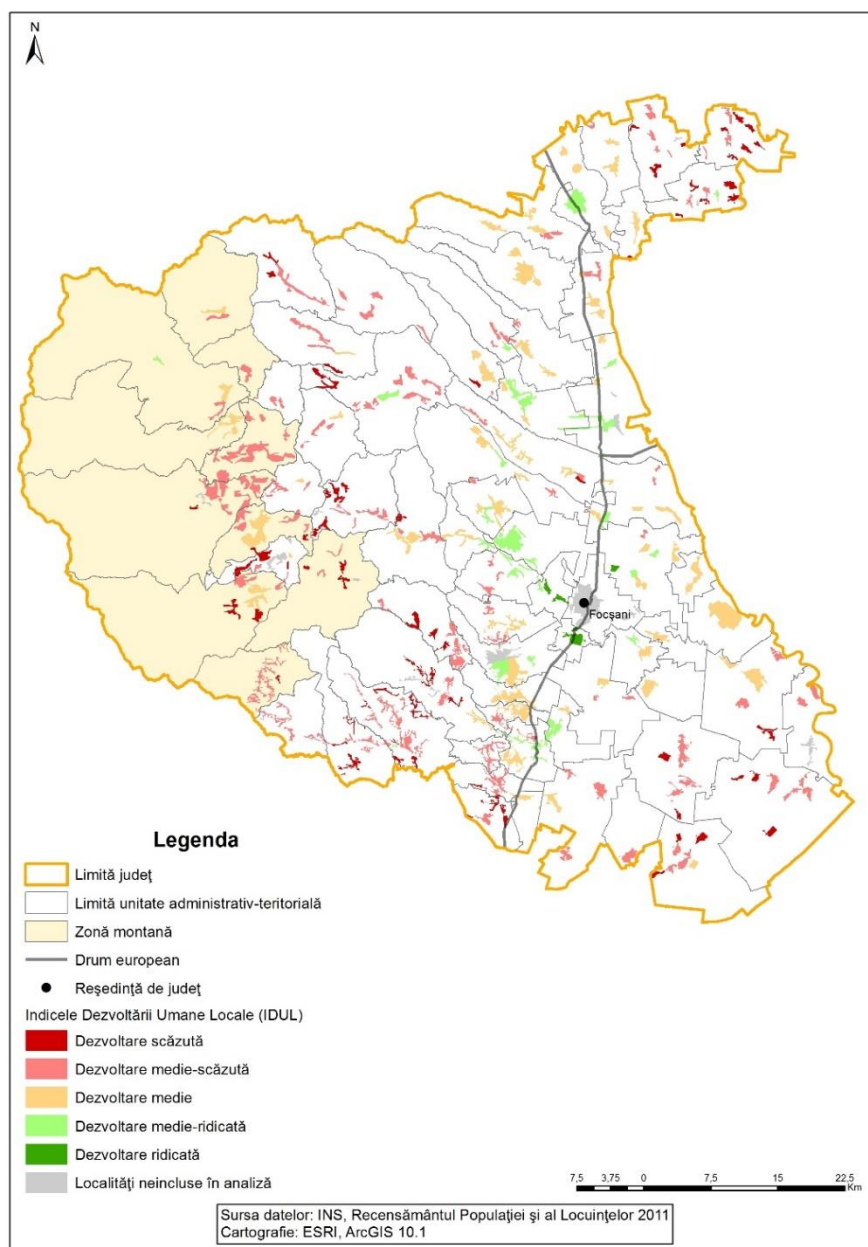 N
Focșani
Legenda
Limită județ
Limită unitate administrativ-teritorială
Zonă montană
Drum european
Reședință de județ
Indicele Dezvoltării Umane Locale (IDUL)
Dezvoltare scăzută
Dezvoltare medie-scăzută
Dezvoltare medie
Dezvoltare medie-ridicată
Dezvoltare ridicată
Localități neincluse în analiză
7,5 3,75 0 7,5 15 22,5
Km
Sursa datelor: INS, Recensământul Populației și al Locuințelor 2011
Cartografie: ESRI, ArcGIS 10.1